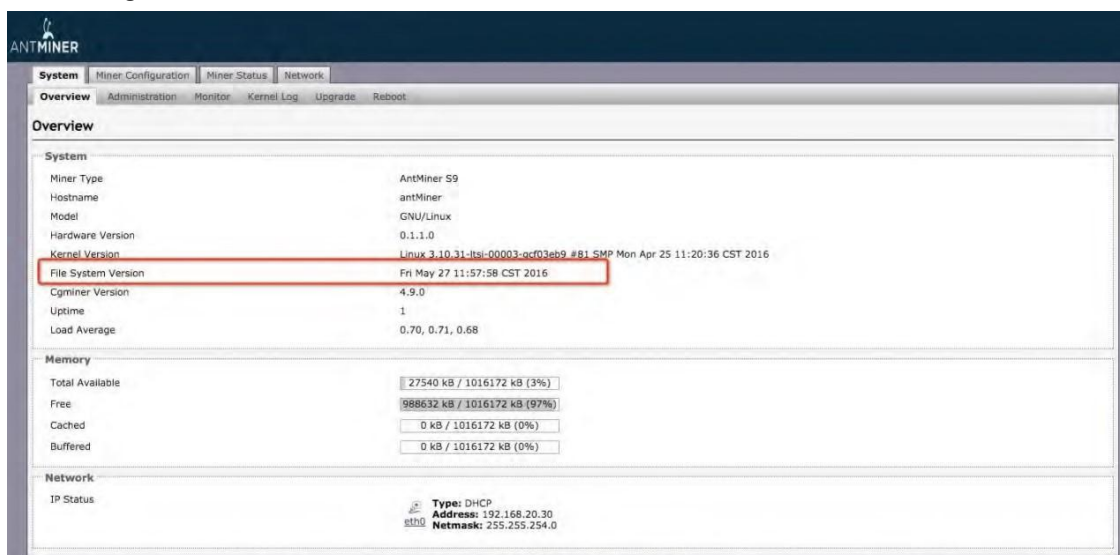 ANTMINER
System Miner Configuration Miner Status Network
Overview Administration Monitor Kernel Log Upgrade Reboot
Overview
System
Miner Type AntMiner S9
Hostname antMiner
Model GNU/Linux
Hardware Version 0.1.1.0
Kernel Version Linux 3.10.31-ltsi-00003-gcf03eb9 #81 SMP Mon Apr 25 11:20:36 CST 2016
File System Version Fri May 27 11:57:58 CST 2016
Cgminer Version 4.9.0
Uptime 1
Load Average 0.70, 0.71, 0.68
Memory
Total Available 27540 kB / 1016172 kB (3%)
Free 988632 kB / 1016172 kB (97%)
Cached 0 kB / 1016172 kB (0%)
Buffered 0 kB / 1016172 kB (0%)
Network
IP Status
Type: DHCP
Address: 192.168.20.30
eth0 Netmask: 255.255.254.0